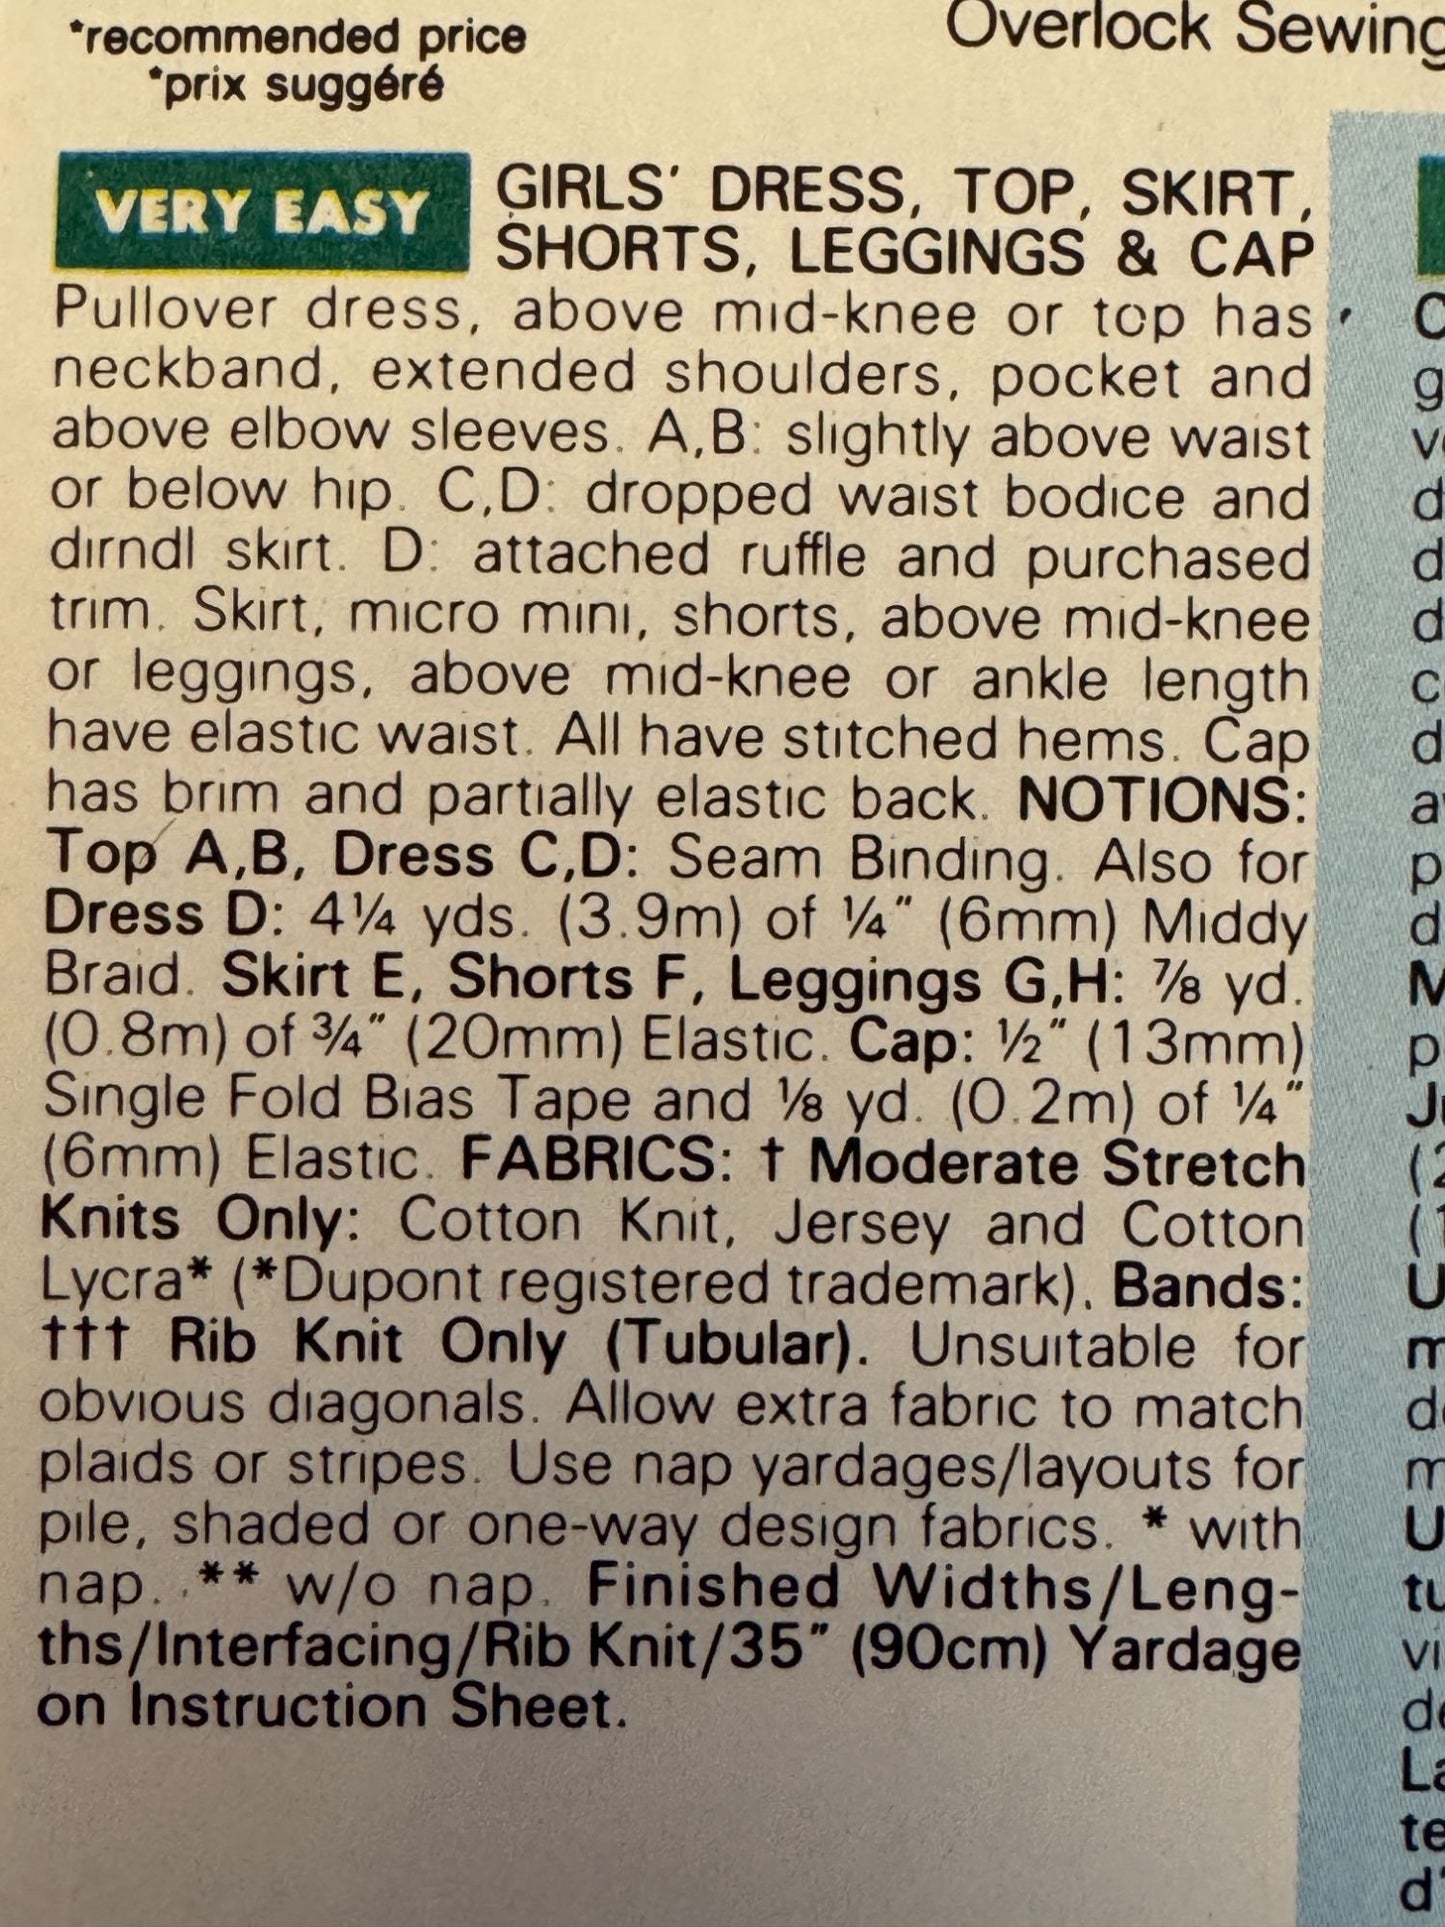 *recommended price
*prix suggéré
Overlock Sewing
VERY EASY
GIRLS' DRESS, TOP, SKIRT,
SHORTS, LEGGINGS & CAP
Pullover dress, above mid-knee or top has
neckband, extended shoulders, pocket and
above elbow sleeves. A,B: slightly above waist
or below hip. C,D: dropped waist bodice and
dirndl skirt. D: attached ruffle and purchased
trim. Skirt, micro mini, shorts, above mid-knee
or leggings, above mid-knee or ankle length
have elastic waist. All have stitched hems. Cap
has brim and partially elastic back. NOTIONS:
Top A,B, Dress C,D: Seam Binding. Also for
Dress D: 4¼ yds. (3.9m) of ¼" (6mm) Middy
Braid. Skirt E, Shorts F, Leggings G,H: ⅞ yd.
(0.8m) of ¾" (20mm) Elastic. Cap: ½" (13mm)
Single Fold Bias Tape and ⅛ yd. (0.2m) of ¼"
(6mm) Elastic. FABRICS: † Moderate Stretch
Knits Only: Cotton Knit, Jersey and Cotton
Lycra* (*Dupont registered trademark). Bands:
††† Rib Knit Only (Tubular). Unsuitable for
obvious diagonals. Allow extra fabric to match
plaids or stripes. Use nap yardages/layouts for
pile, shaded or one-way design fabrics. * with
nap. ** w/o nap. Finished Widths/Leng-
ths/Interfacing/Rib Knit/35" (90cm) Yardage
on Instruction Sheet.